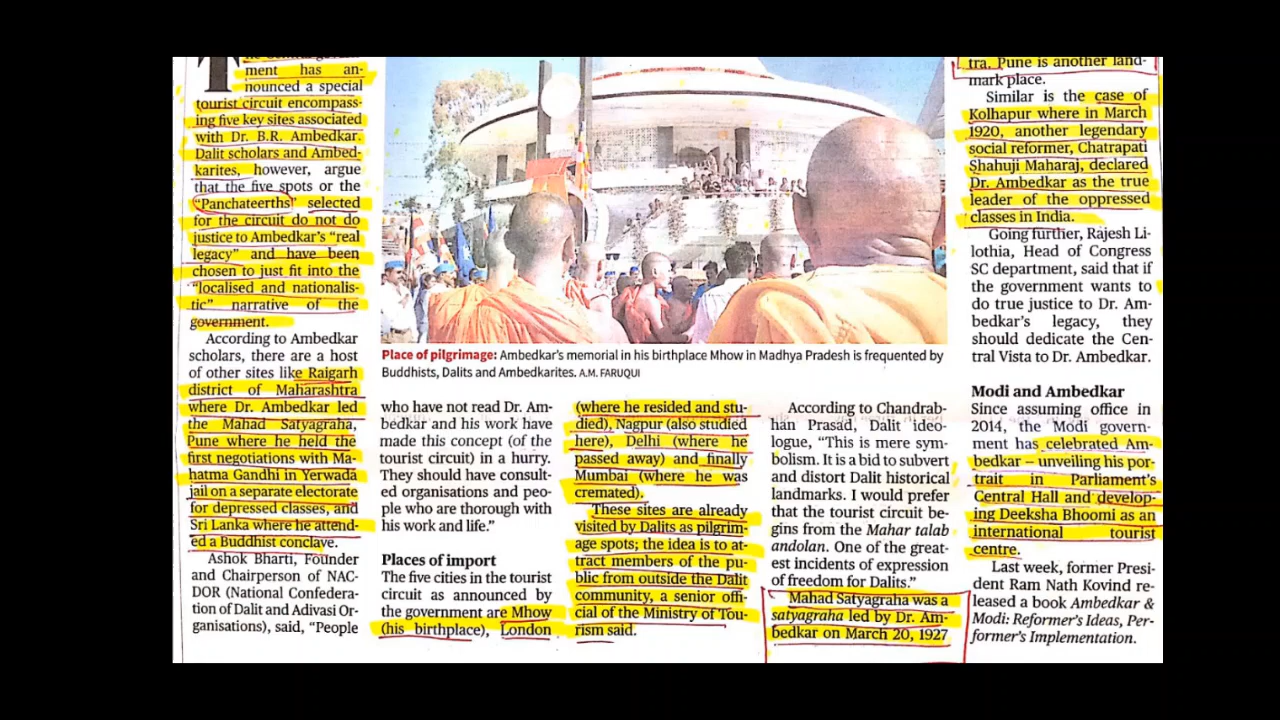 T
he Central govern-
ment has an-
nounced a special
tourist circuit encompass-
ing five key sites associated
with Dr. B.R. Ambedkar.
Dalit scholars and Ambed-
karites, however, argue
that the five spots or the
“Panchateerths” selected
for the circuit do not do
justice to Ambedkar’s “real
legacy” and have been
chosen to just fit into the
“localised and nationalis-
tic” narrative of the
government.
According to Ambedkar
scholars, there are a host
of other sites like Raigarh
district of Maharashtra
where Dr. Ambedkar led
the Mahad Satyagraha,
Pune where he held the
first negotiations with Ma-
hatma Gandhi in Yerwada
jail on a separate electorate
for depressed classes, and
Sri Lanka where he attend-
ed a Buddhist conclave.
Ashok Bharti, Founder
and Chairperson of NAC-
DOR (National Confedera-
tion of Dalit and Adivasi Or-
ganisations), said, “People
Place of pilgrimage: Ambedkar’s memorial in his birthplace Mhow in Madhya Pradesh is frequented by
Buddhists, Dalits and Ambedkarites. A.M. FARUQUI
who have not read Dr. Am-
bedkar and his work have
made this concept (of the
tourist circuit) in a hurry.
They should have consult-
ed organisations and peo-
ple who are thorough with
his work and life.”
Places of import
The five cities in the tourist
circuit as announced by
the government are Mhow
(his birthplace), London
(where he resided and stu-
died), Nagpur (also studied
here), Delhi (where he
passed away) and finally
Mumbai (where he was
cremated).
These sites are already
visited by Dalits as pilgrim-
age spots; the idea is to at-
tract members of the pu-
blic from outside the Dalit
community, a senior offi-
cial of the Ministry of Tou-
rism said.
According to Chandrab-
han Prasad, Dalit ideo-
logue, “This is mere sym-
bolism. It is a bid to subvert
and distort Dalit historical
landmarks. I would prefer
that the tourist circuit be-
gins from the Mahar talab
andolan. One of the great-
est incidents of expression
of freedom for Dalits.”
Mahad Satyagraha was a
satyagraha led by Dr. Am-
bedkar on March 20, 1927
tra. Pune is another land-
mark place.
Similar is the case of
Kolhapur where in March
1920, another legendary
social reformer, Chatrapati
Shahuji Maharaj, declared
Dr. Ambedkar as the true
leader of the oppressed
classes in India.
Going further, Rajesh Li-
lothia, Head of Congress
SC department, said that if
the government wants to
do true justice to Dr. Am-
bedkar’s legacy, they
should dedicate the Cen-
tral Vista to Dr. Ambedkar.
Modi and Ambedkar
Since assuming office in
2014, the Modi govern-
ment has celebrated Am-
bedkar – unveiling his por-
trait in Parliament’s
Central Hall and develop-
ing Deeksha Bhoomi as an
international tourist
centre.
Last week, former Presi-
dent Ram Nath Kovind re-
leased a book Ambedkar &
Modi: Reformer’s Ideas, Per-
former’s Implementation.